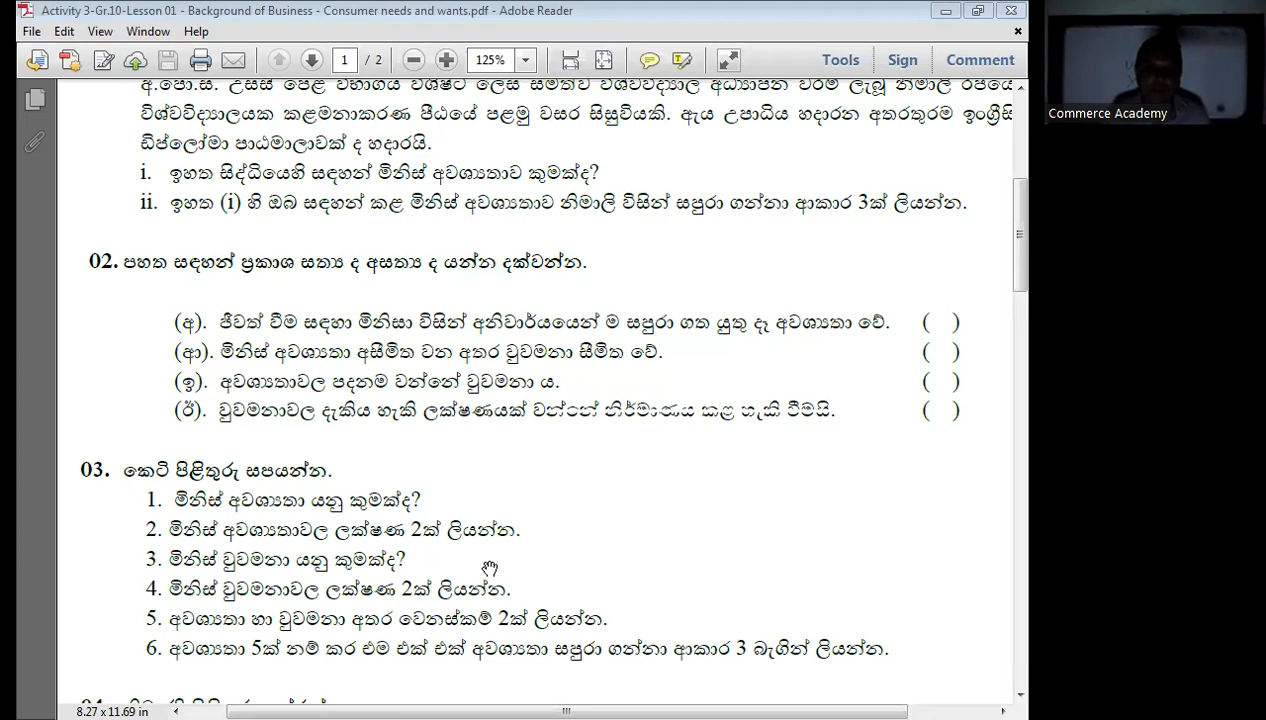 Activity 3-Gr.10-Lesson 01 - Background of Business - Consumer needs and wants.pdf - Adobe Reader
File Edit View Window Help
1 / 2 125% Tools Sign Comment
අ.පො.ස. උසස් පෙළ විභාගය විශිෂ්ට ලෙස සමත්ව විශ්වවිද්‍යාල අධ්‍යාපන වරම් ලැබූ නිමාලි රජයේ
විශ්වවිද්‍යාලයක කළමනාකරණ පීඨයේ පළමු වසර සිසුවියකි. ඇය උපාධිය හදාරන අතරතුරම ඉංග්‍රීසි
ඩිප්ලෝමා පාඨමාලාවක් ද හදාරයි.
i. ඉහත සිද්ධියෙහි සඳහන් මිනිස් අවශ්‍යතාව කුමක්ද?
ii. ඉහත (i) හි ඔබ සඳහන් කළ මිනිස් අවශ්‍යතාව නිමාලි විසින් සපුරා ගන්නා ආකාර 3ක් ලියන්න.
02. පහත සඳහන් ප්‍රකාශ සත්‍ය ද අසත්‍ය ද යන්න දක්වන්න.
(අ). ජීවත් වීම සඳහා මිනිසා විසින් අනිවාර්යයෙන් ම සපුරා ගත යුතු දෑ අවශ්‍යතා වේ. ( )
(ආ). මිනිස් අවශ්‍යතා අසීමිත වන අතර වුවමනා සීමිත වේ. ( )
(ඉ). අවශ්‍යතාවල පදනම වන්නේ වුවමනා ය. ( )
(ඊ). වුවමනාවල දැකිය හැකි ලක්ෂණයක් වන්නේ නිර්මාණය කළ හැකි වීමයි. ( )
03. කෙටි පිළිතුරු සපයන්න.
1. මිනිස් අවශ්‍යතා යනු කුමක්ද?
2. මිනිස් අවශ්‍යතාවල ලක්ෂණ 2ක් ලියන්න.
3. මිනිස් වුවමනා යනු කුමක්ද?
4. මිනිස් වුවමනාවල ලක්ෂණ 2ක් ලියන්න.
5. අවශ්‍යතා හා වුවමනා අතර වෙනස්කම් 2ක් ලියන්න.
6. අවශ්‍යතා 5ක් නම් කර එම එක් එක් අවශ්‍යතා සපුරා ගන්නා ආකාර 3 බැගින් ලියන්න.
8.27 x 11.69 in
Commerce Academy